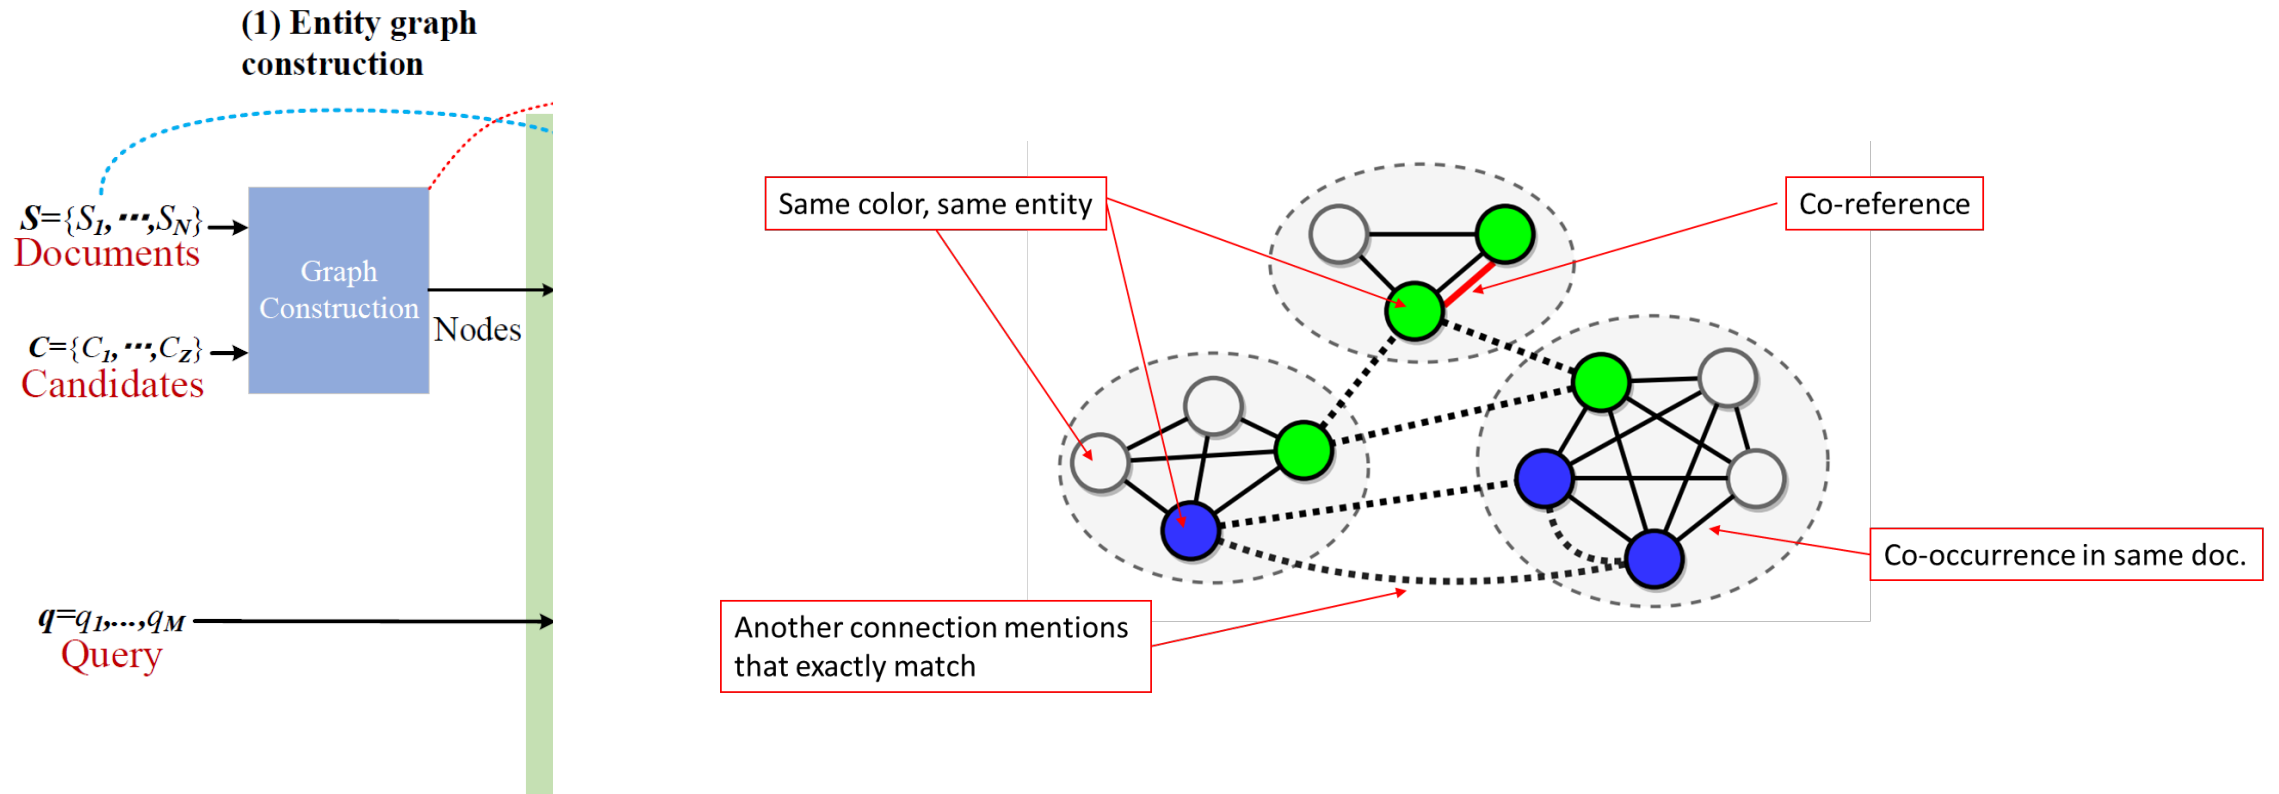 (1) Entity graph
construction
S={S1,⋯,SN}
Documents
Graph
Construction
Nodes
C={C1,⋯,CZ}
Candidates
q=q1,...,qM
Query
Same color, same entity
Co-reference
Co-occurrence in same doc.
Another connection mentions
that exactly match